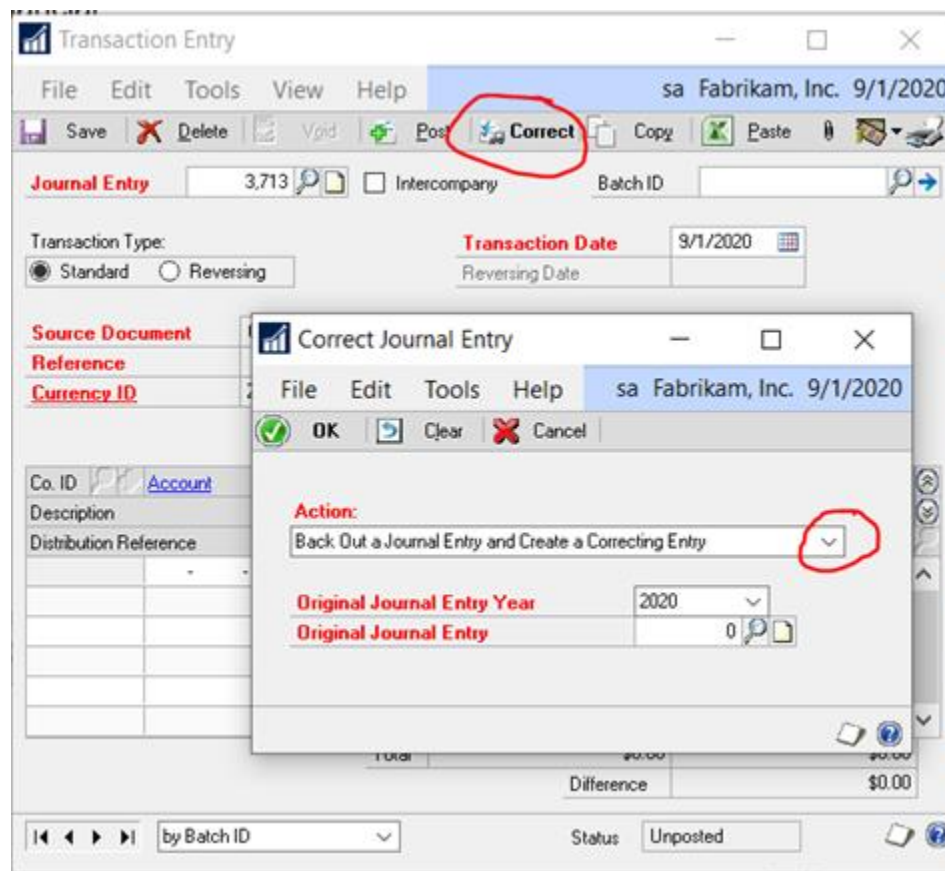 Transaction Entry
File Edit Tools View Help sa Fabrikam, Inc. 9/1/2020
Save Delete Void Post Correct Copy Paste
Journal Entry 3,713 Intercompany Batch ID
Transaction Type:
Standard Reversing
Transaction Date 9/1/2020
Reversing Date
Source Document
Reference
Currency ID
Correct Journal Entry
File Edit Tools Help sa Fabrikam, Inc. 9/1/2020
OK Clear Cancel
Action:
Back Out a Journal Entry and Create a Correcting Entry
Original Journal Entry Year 2020
Original Journal Entry 0
Co. ID Account
Description
Distribution Reference
Total $0.00 $0.00
Difference $0.00
by Batch ID Status Unposted